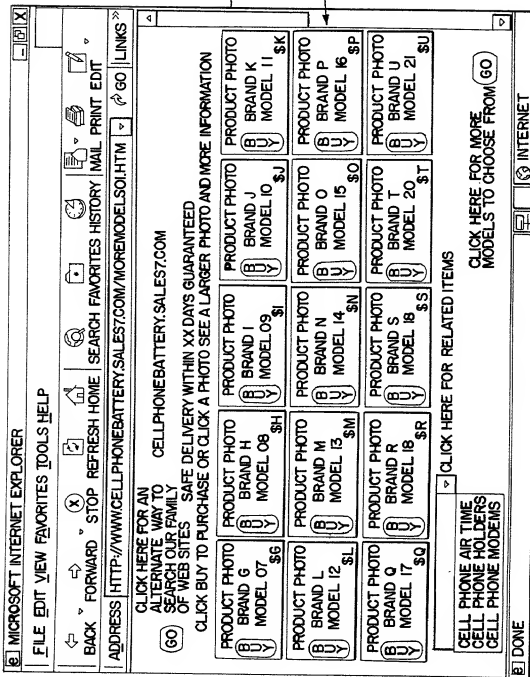 MICROSOFT INTERNET EXPLORER
FILE EDIT VIEW FAVORITES TOOLS HELP
BACK FORWARD STOP REFRESH HOME SEARCH FAVORITES HISTORY MAIL PRINT EDIT
ADDRESS HTTP://WWW.CELLPHONEBATTERY.SALES7.COM/MOREMODELS01.HTM GO LINKS »
CLICK HERE FOR AN
ALTERNATE WAY TO CELLPHONEBATTERY.SALES7.COM
GO SEARCH OUR FAMILY
OF WEB SITES SAFE DELIVERY WITHIN XX DAYS GUARANTEED
CLICK BUY TO PURCHASE OR CLICK A PHOTO SEE A LARGER PHOTO AND MORE INFORMATION
PRODUCT PHOTO PRODUCT PHOTO PRODUCT PHOTO PRODUCT PHOTO PRODUCT PHOTO
BUY BRAND G BUY BRAND H BUY BRAND I BUY BRAND J BUY BRAND K
MODEL 07 MODEL 08 MODEL 09 MODEL 10 MODEL 11
$G $H $I $J $K
PRODUCT PHOTO PRODUCT PHOTO PRODUCT PHOTO PRODUCT PHOTO PRODUCT PHOTO
BUY BRAND L BUY BRAND M BUY BRAND N BUY BRAND O BUY BRAND P
MODEL 12 MODEL 13 MODEL 14 MODEL 15 MODEL 16
$L $M $N $O $P
PRODUCT PHOTO PRODUCT PHOTO PRODUCT PHOTO PRODUCT PHOTO PRODUCT PHOTO
BUY BRAND Q BUY BRAND R BUY BRAND S BUY BRAND T BUY BRAND U
MODEL 17 MODEL 18 MODEL 18 MODEL 20 MODEL 21
$Q $R $S $T $U
CLICK HERE FOR RELATED ITEMS
CELL PHONE AIR TIME
CELL PHONE HOLDERS
CELL PHONE MODEMS
CLICK HERE FOR MORE
MODELS TO CHOOSE FROM GO
DONE INTERNET